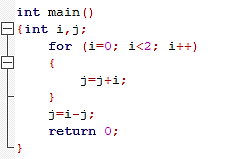 int main()
{int i,j;
for (i=0; i<2; i++)
{
j=j+i;
}
j=i-j;
return 0;
}